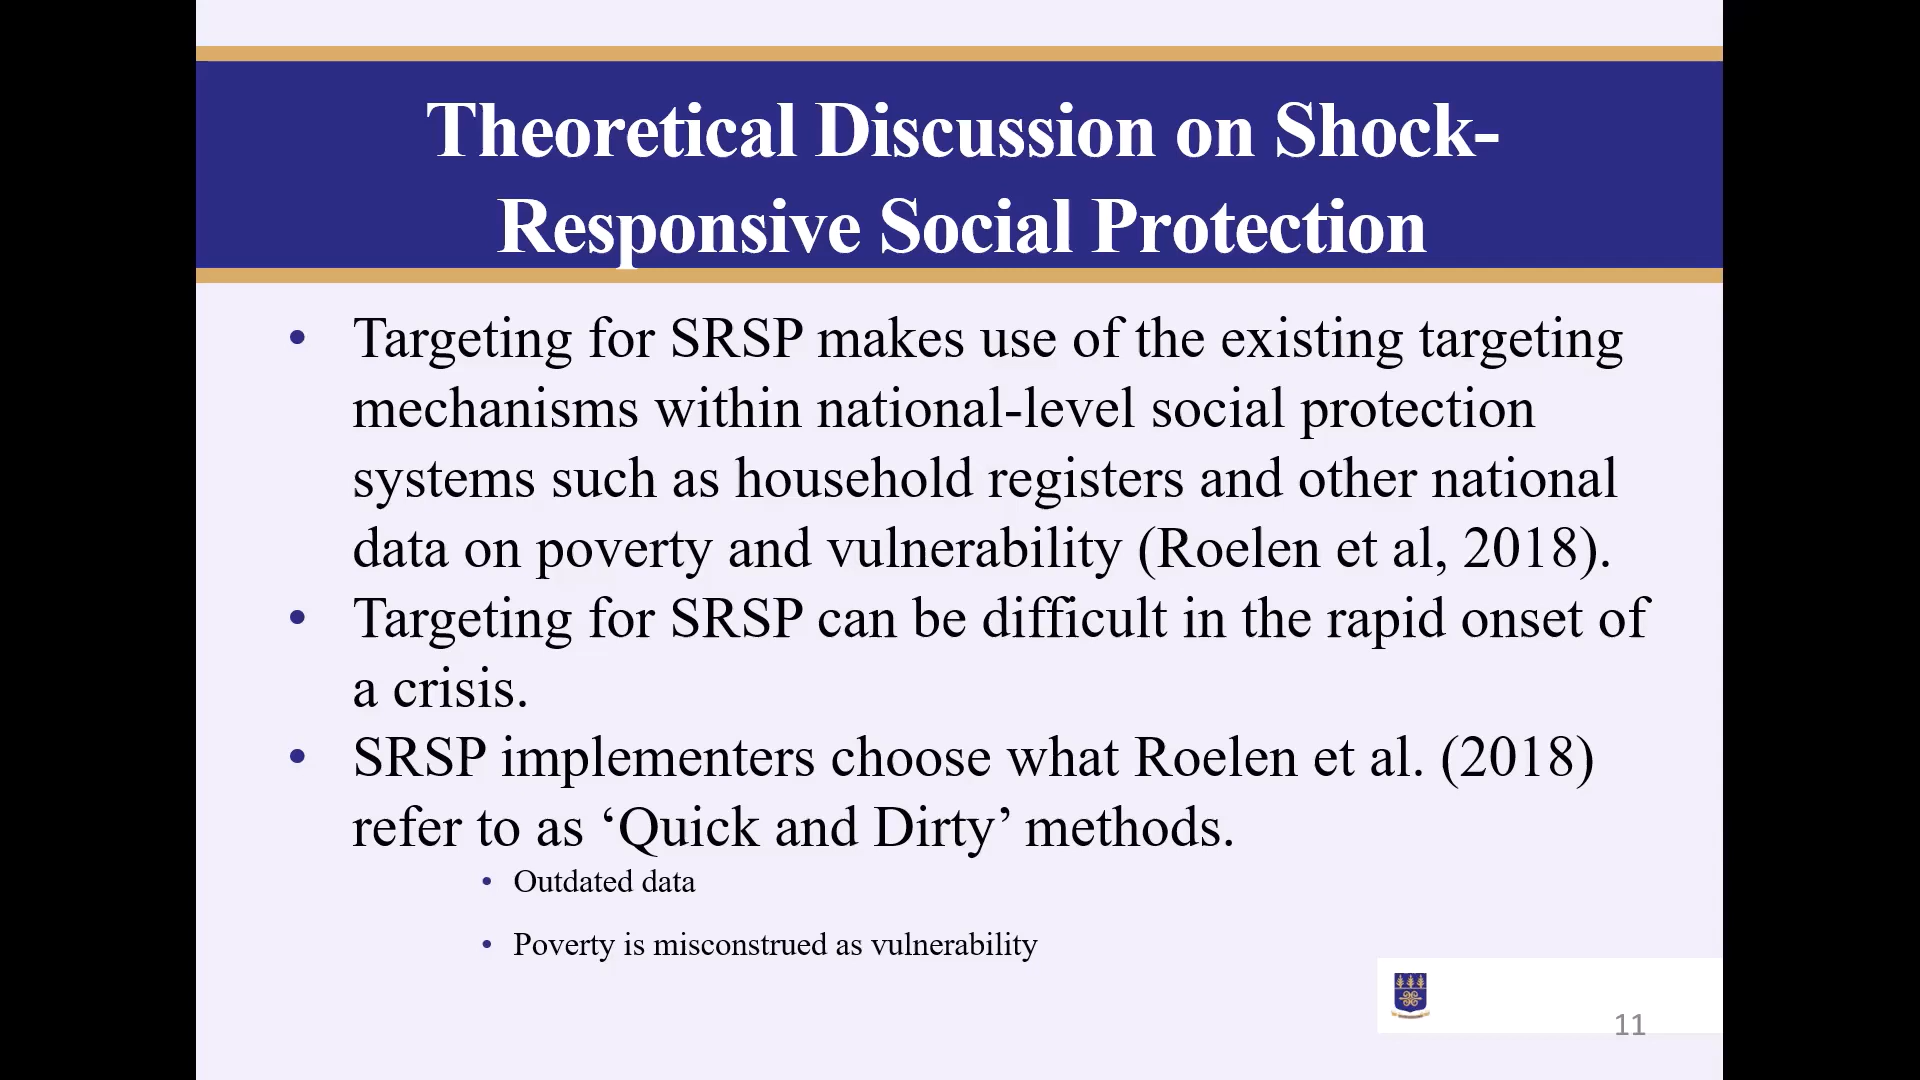 Theoretical Discussion on Shock-
Responsive Social Protection
• Targeting for SRSP makes use of the existing targeting
mechanisms within national-level social protection
systems such as household registers and other national
data on poverty and vulnerability (Roelen et al, 2018).
• Targeting for SRSP can be difficult in the rapid onset of
a crisis.
• SRSP implementers choose what Roelen et al. (2018)
refer to as ‘Quick and Dirty’ methods.
• Outdated data
• Poverty is misconstrued as vulnerability
11